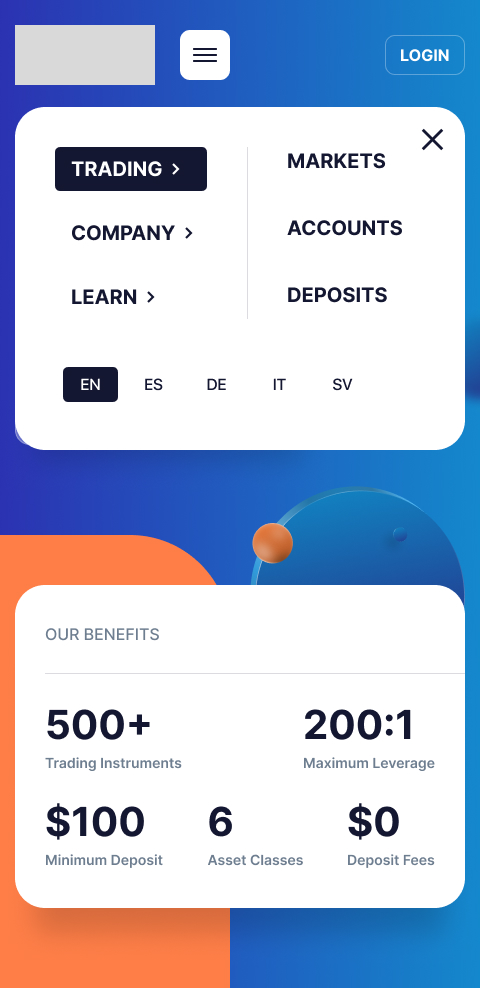 LOGIN
TRADING
COMPANY
LEARN
MARKETS
ACCOUNTS
DEPOSITS
EN ES DE IT SV
OUR BENEFITS
500+ 200:1
Trading Instruments Maximum Leverage
$100 6 $0
Minimum Deposit Asset Classes Deposit Fees